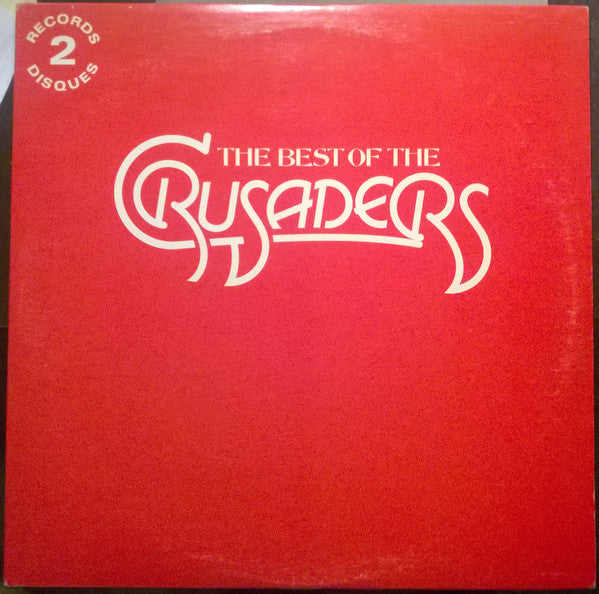 RECORDS
2
DISQUES
THE BEST OF THE
CRUSADERS